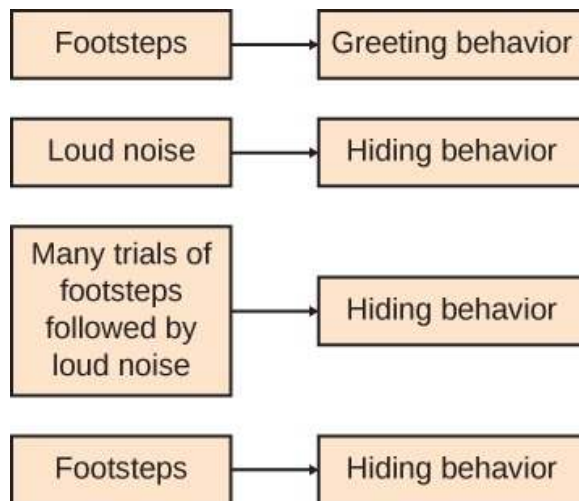 Footsteps
Greeting behavior
Loud noise
Hiding behavior
Many trials of
footsteps
followed by
loud noise
Hiding behavior
Footsteps
Hiding behavior